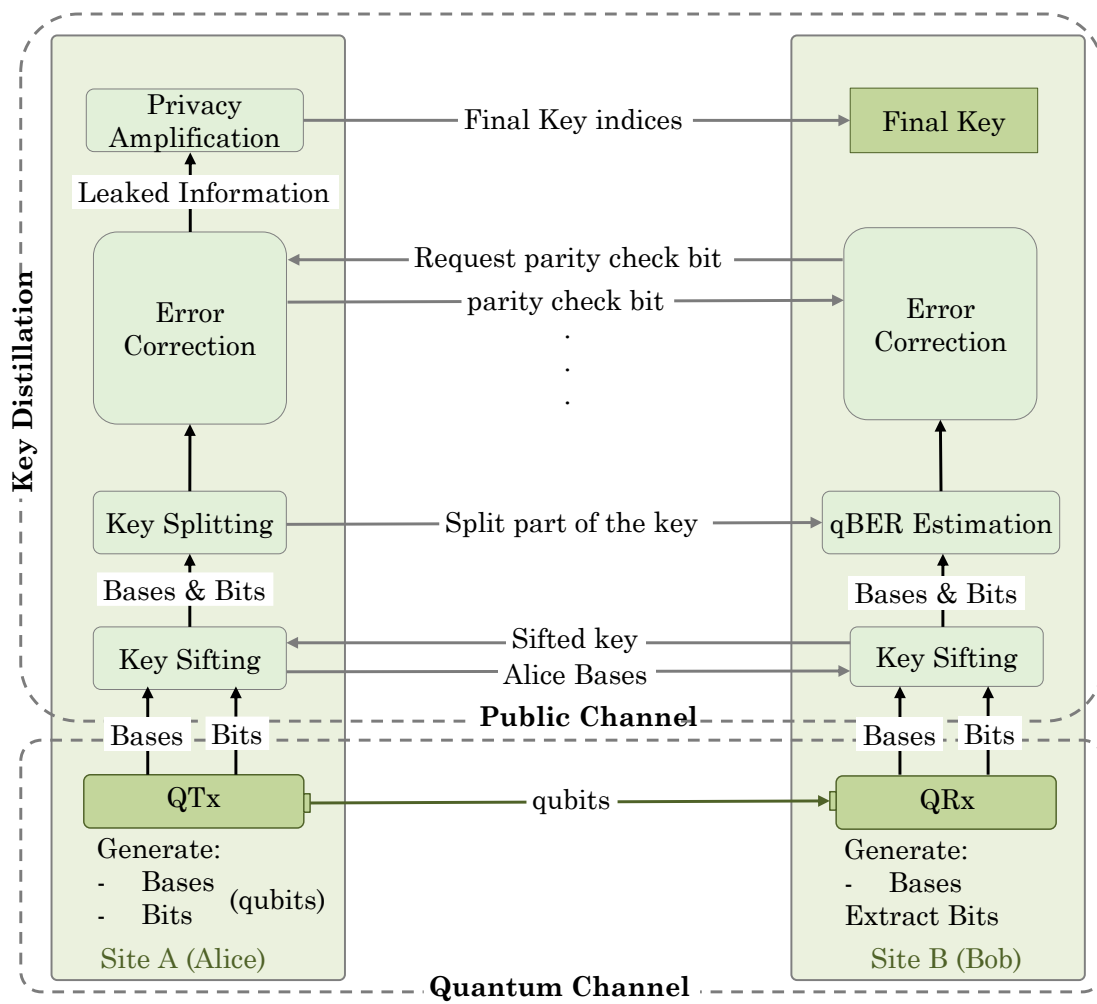 Privacy
Amplification
Final Key indices
Final Key
Leaked Information
Request parity check bit
parity check bit
Error
Correction
.
.
.
Error
Correction
Key Distillation
Key Splitting
Split part of the key
qBER Estimation
Bases & Bits
Bases & Bits
Sifted key
Key Sifting
Alice Bases
Key Sifting
Public Channel
Bases
Bits
Bases
Bits
QTx
qubits
QRx
Generate:
- Bases
- Bits
(qubits)
Generate:
- Bases
Extract Bits
Site A (Alice)
Site B (Bob)
Quantum Channel